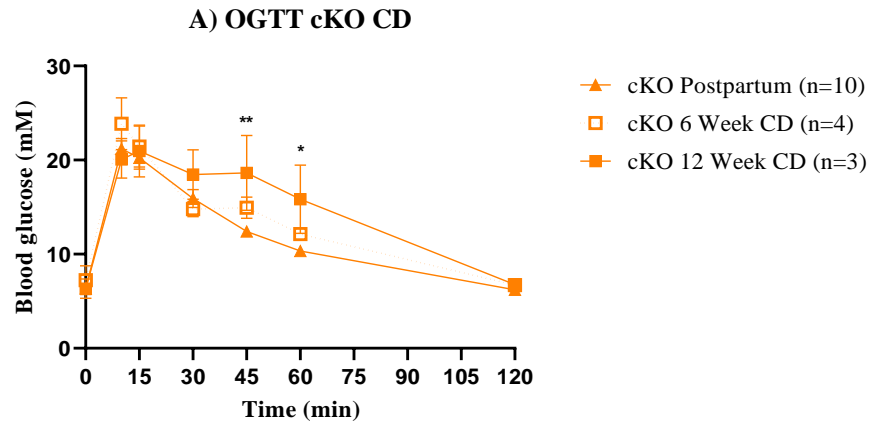 A) OGTT cKO CD
Blood glucose (mM)
30
20
10
0
**
*
0 15 30 45 60 75 90 105 120
Time (min)
cKO Postpartum (n=10)
cKO 6 Week CD (n=4)
cKO 12 Week CD (n=3)